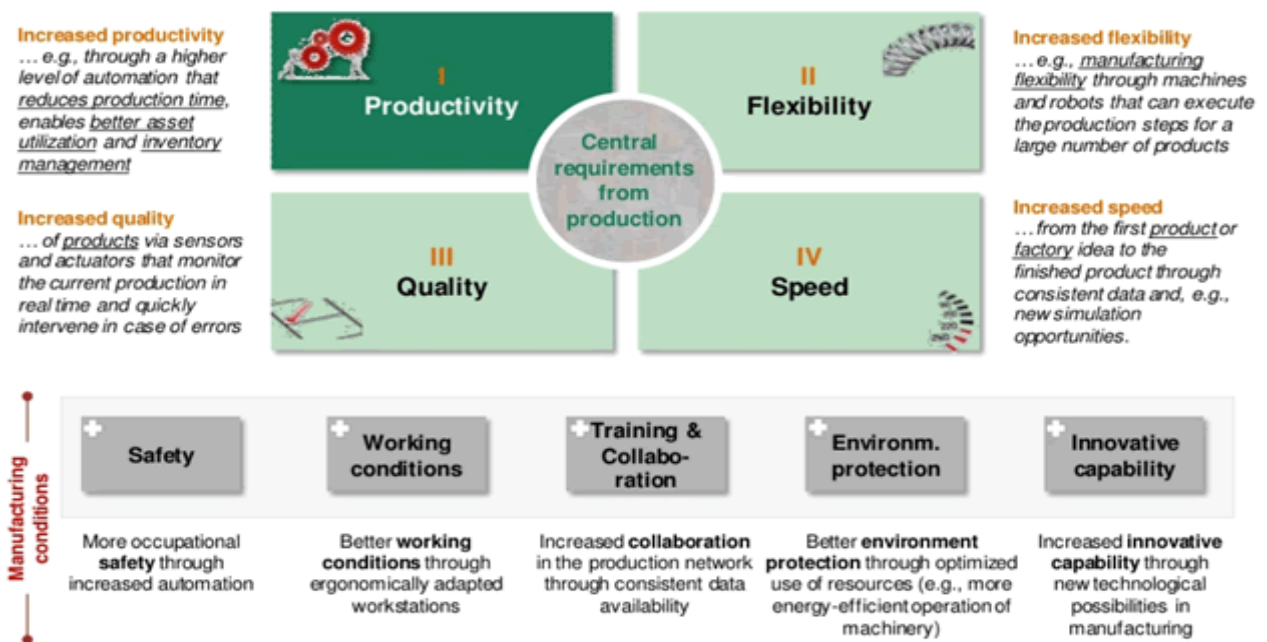 Increased productivity
… e.g., through a higher
level of automation that
reduces production time,
enables better asset
utilization and inventory
management
I
Productivity
II
Flexibility
Increased flexibility
… e.g., manufacturing
flexibility through machines
and robots that can execute
the production steps for a
large number of products
Central
requirements
from
production
Increased quality
… of products via sensors
and actuators that monitor
the current production in
real time and quickly
intervene in case of errors
III
Quality
IV
Speed
220
260
Increased speed
… from the first product or
factory idea to the
finished product through
consistent data and, e.g.,
new simulation
opportunities.
Manufacturing
conditions
Safety
More occupational
safety through
increased automation
Working
conditions
Better working
conditions through
ergonomically adapted
workstations
Training &
Collabo-
ration
Increased collaboration
in the production network
through consistent data
availability
Environm.
protection
Better environment
protection through optimized
use of resources (e.g., more
energy-efficient operation of
machinery)
Innovative
capability
Increased innovative
capability through
new technological
possibilities in
manufacturing